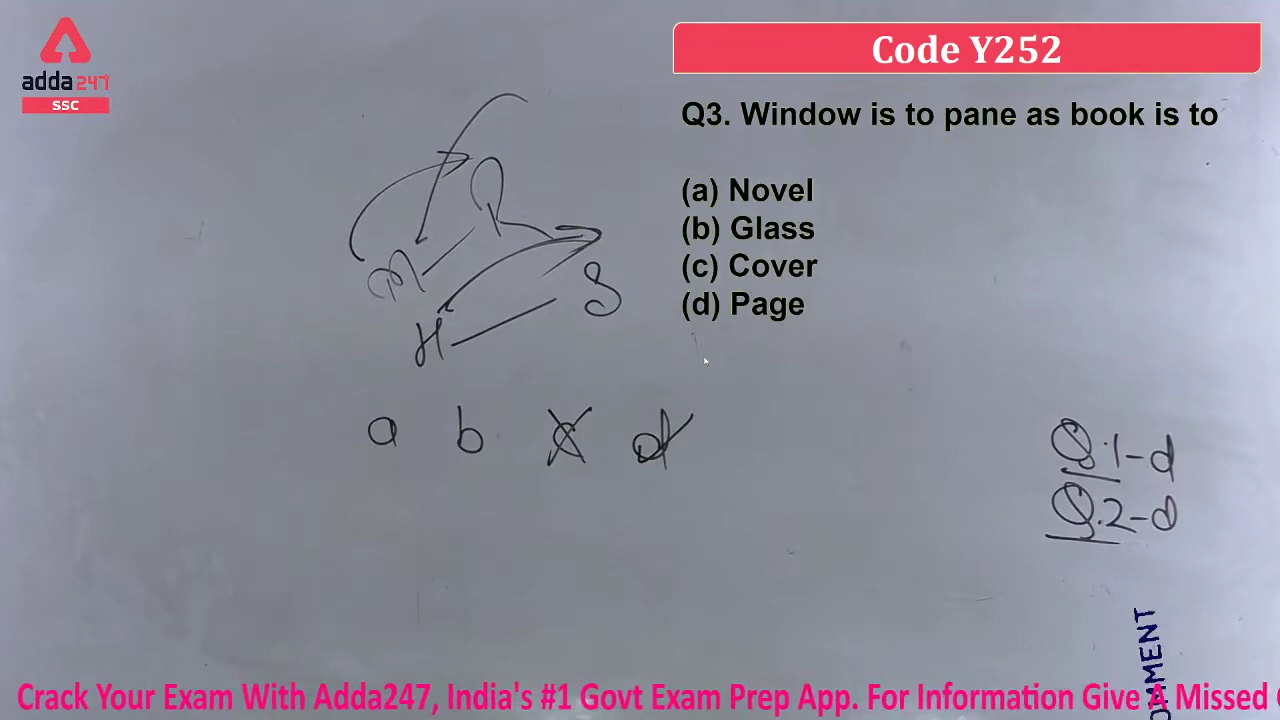 adda247
SSC
Code Y252
Q3. Window is to pane as book is to
(a) Novel
(b) Glass
(c) Cover
(d) Page
M
H
S
a b c d
Q.1-d
Q.2-d
OMMENT
Crack Your Exam With Adda247, India's #1 Govt Exam Prep App. For Information Give A Missed